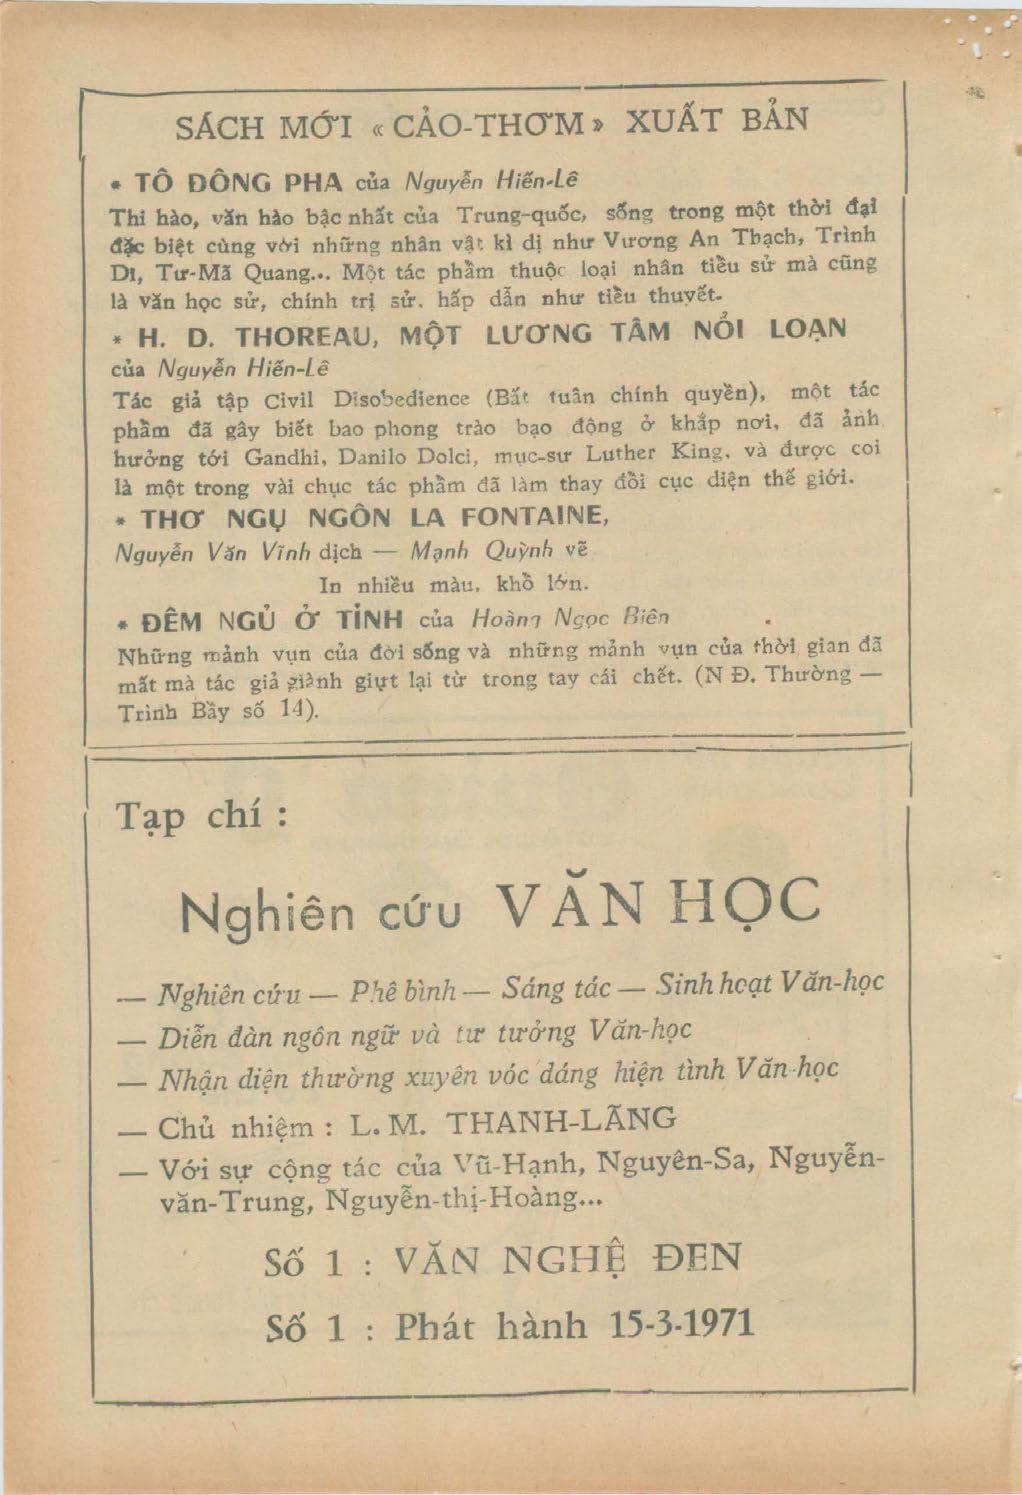 SÁCH MỚI « CẢO-THƠM » XUẤT BẢN
* TÔ ĐÔNG PHA của Nguyễn Hiến-Lê
Thi hào, văn hào bậc nhất của Trung-quốc, sống trong một thời đại
đặc biệt cùng với những nhân vật kì dị như Vương An Thạch, Trình
Di, Tư-Mã Quang... Một tác phẩm thuộc loại nhân tiểu sử mà cũng
là văn học sử, chính trị sử. hấp dẫn như tiểu thuyết.
* H. D. THOREAU, MỘT LƯƠNG TÂM NỔI LOẠN
của Nguyễn Hiến-Lê
Tác giả tập Civil Disobedience (Bất tuân chính quyền), một tác
phẩm đã gây biết bao phong trào bạo động ở khắp nơi, đã ảnh
hưởng tới Gandhi, Danilo Dolci, mục-sư Luther King, và được coi
là một trong vài chục tác phẩm đã làm thay đổi cục diện thế giới.
* THƠ NGỤ NGÔN LA FONTAINE,
Nguyễn Văn Vĩnh dịch — Mạnh Quỳnh vẽ
In nhiều màu, khổ lớn.
* ĐÊM NGỦ Ở TỈNH của Hoàng Ngọc Biên
Những mảnh vụn của đời sống và những mảnh vụn của thời gian đã
mất mà tác giả giành giựt lại từ trong tay cái chết. (N Đ. Thường —
Trình Bầy số 14).
Tạp chí :
Nghiên cứu VĂN HỌC
— Nghiên cứu — Phê bình — Sáng tác — Sinh hoạt Văn-học
— Diễn đàn ngôn ngữ và tư tưởng Văn-học
— Nhận diện thường xuyên vóc dáng hiện tình Văn-học
— Chủ nhiệm : L. M. THANH-LÃNG
— Với sự cộng tác của Vũ-Hạnh, Nguyên-Sa, Nguyễn-
văn-Trung, Nguyễn-thị-Hoàng...
Số 1 : VĂN NGHỆ ĐEN
Số 1 : Phát hành 15-3-1971